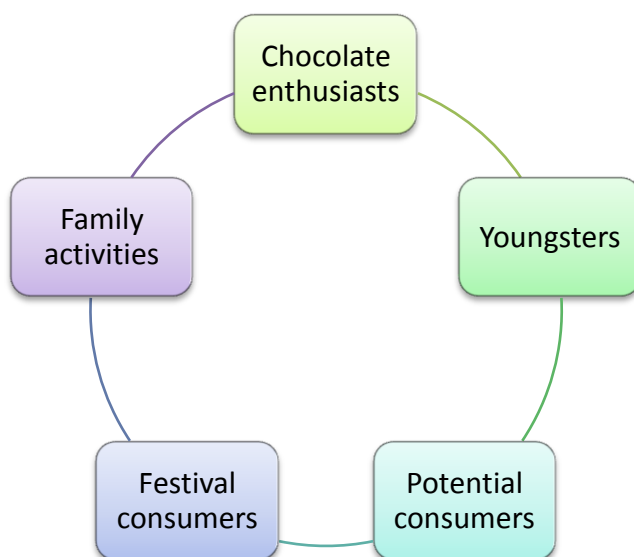 Chocolate
enthusiasts
Youngsters
Potential
consumers
Festival
consumers
Family
activities